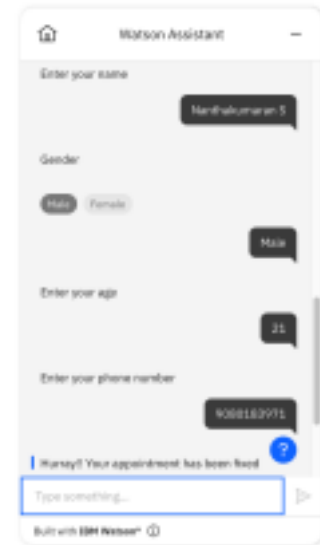 Watson Assistant
Enter your name
Nanthakumaran S
Gender
Male Female
Male
Enter your age
21
Enter your phone number
9080183971
?
Hurray!! Your appointment has been fixed
Type something...
Built with IBM Watson®